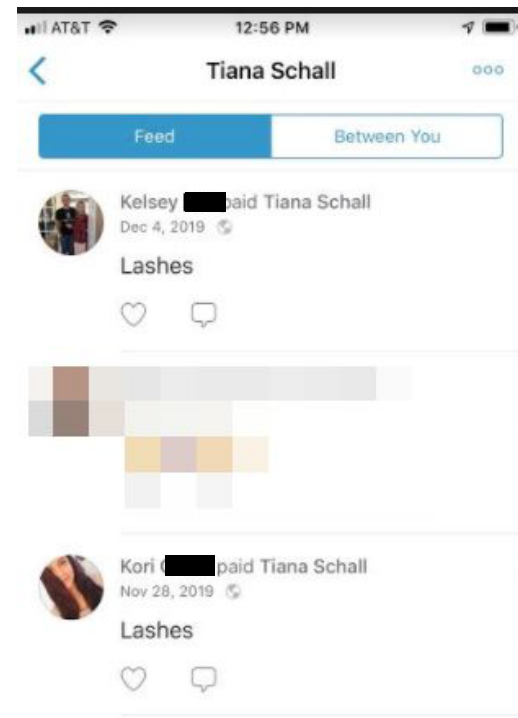 AT&T 12:56 PM
Tiana Schall
Feed Between You
Kelsey paid Tiana Schall
Dec 4, 2019
Lashes
Kori paid Tiana Schall
Nov 28, 2019
Lashes